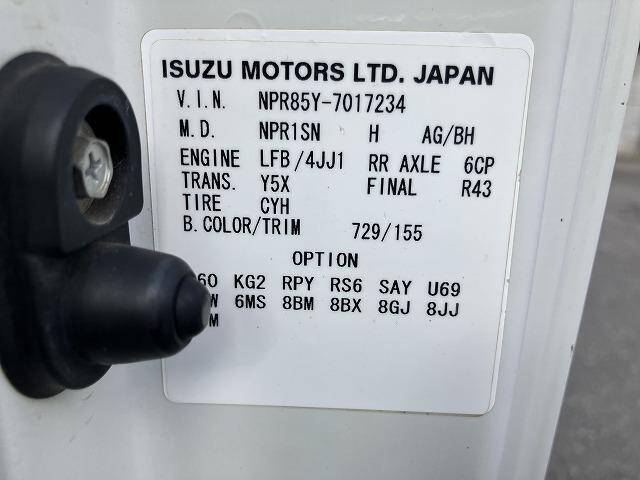 ISUZU MOTORS LTD. JAPAN
V.I.N. NPR85Y-7017234
M.D. NPR1SN H AG/BH
ENGINE LFB/4JJ1 RR AXLE 6CP
TRANS. Y5X FINAL R43
TIRE CYH
B.COLOR/TRIM 729/155
OPTION
KG2 RPY RS6 SAY U69
6MS 8BM 8BX 8GJ 8JJ